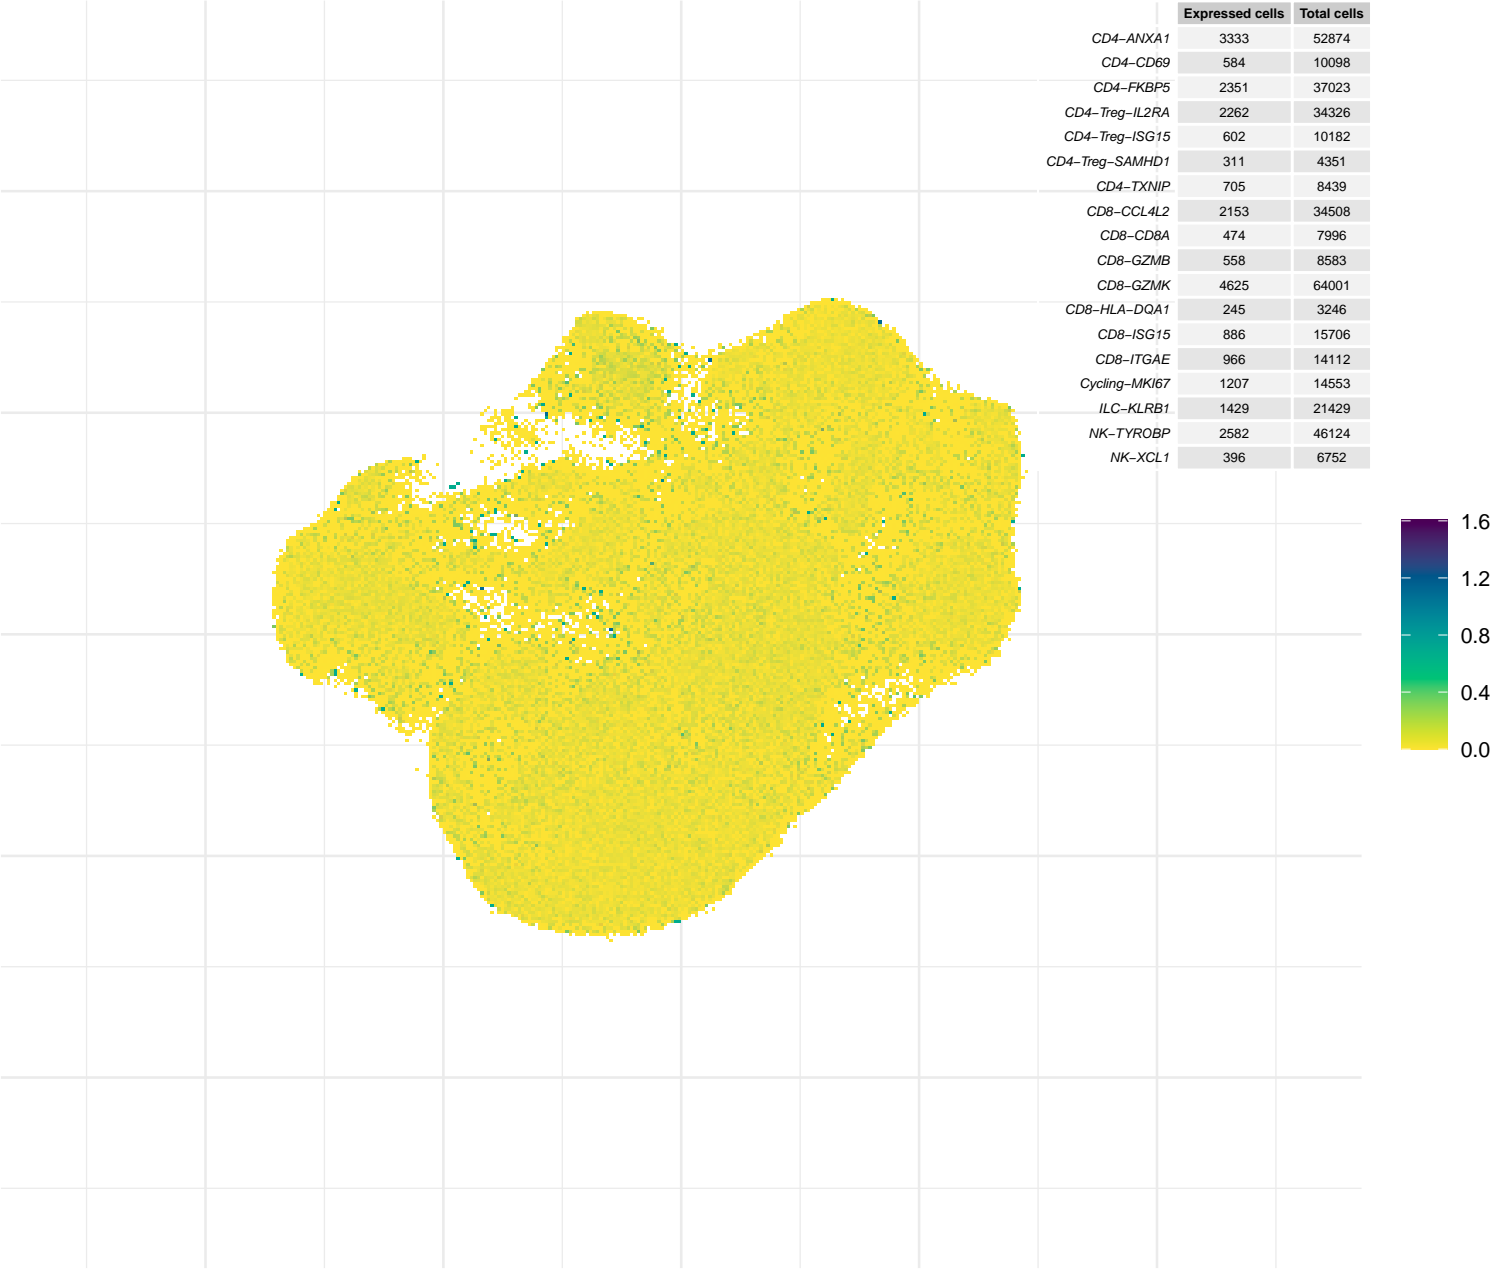 Expressed cells Total cells
CD4−ANXA1 3333 52874
CD4−CD69 584 10098
CD4−FKBP5 2351 37023
CD4−Treg−IL2RA 2262 34326
CD4−Treg−ISG15 602 10182
CD4−Treg−SAMHD1 311 4351
CD4−TXNIP 705 8439
CD8−CCL4L2 2153 34508
CD8−CD8A 474 7996
CD8−GZMB 558 8583
CD8−GZMK 4625 64001
CD8−HLA−DQA1 245 3246
CD8−ISG15 886 15706
CD8−ITGAE 966 14112
Cycling−MKI67 1207 14553
ILC−KLRB1 1429 21429
NK−TYROBP 2582 46124
NK−XCL1 396 6752
1.6
1.2
0.8
0.4
0.0